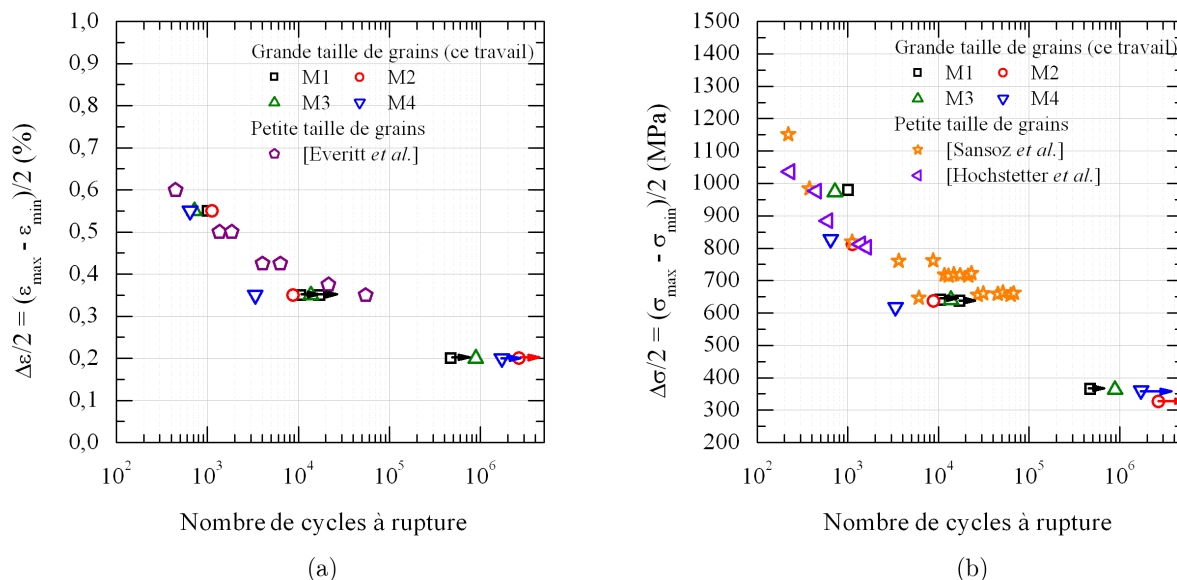 1,0
0,9
0,8
0,7
0,6
0,5
0,4
0,3
0,2
0,1
0,0
Δε/2 = (ε_max - ε_min)/2 (%)
Grande taille de grains (ce travail)
M1 M2
M3 M4
Petite taille de grains
[Everitt et al.]
10^2 10^3 10^4 10^5 10^6
Nombre de cycles à rupture
(a)
1500
1400
1300
1200
1100
1000
900
800
700
600
500
400
300
200
Δσ/2 = (σ_max - σ_min)/2 (MPa)
Grande taille de grains (ce travail)
M1 M2
M3 M4
Petite taille de grains
[Sansoz et al.]
[Hochstetter et al.]
10^2 10^3 10^4 10^5 10^6
Nombre de cycles à rupture
(b)